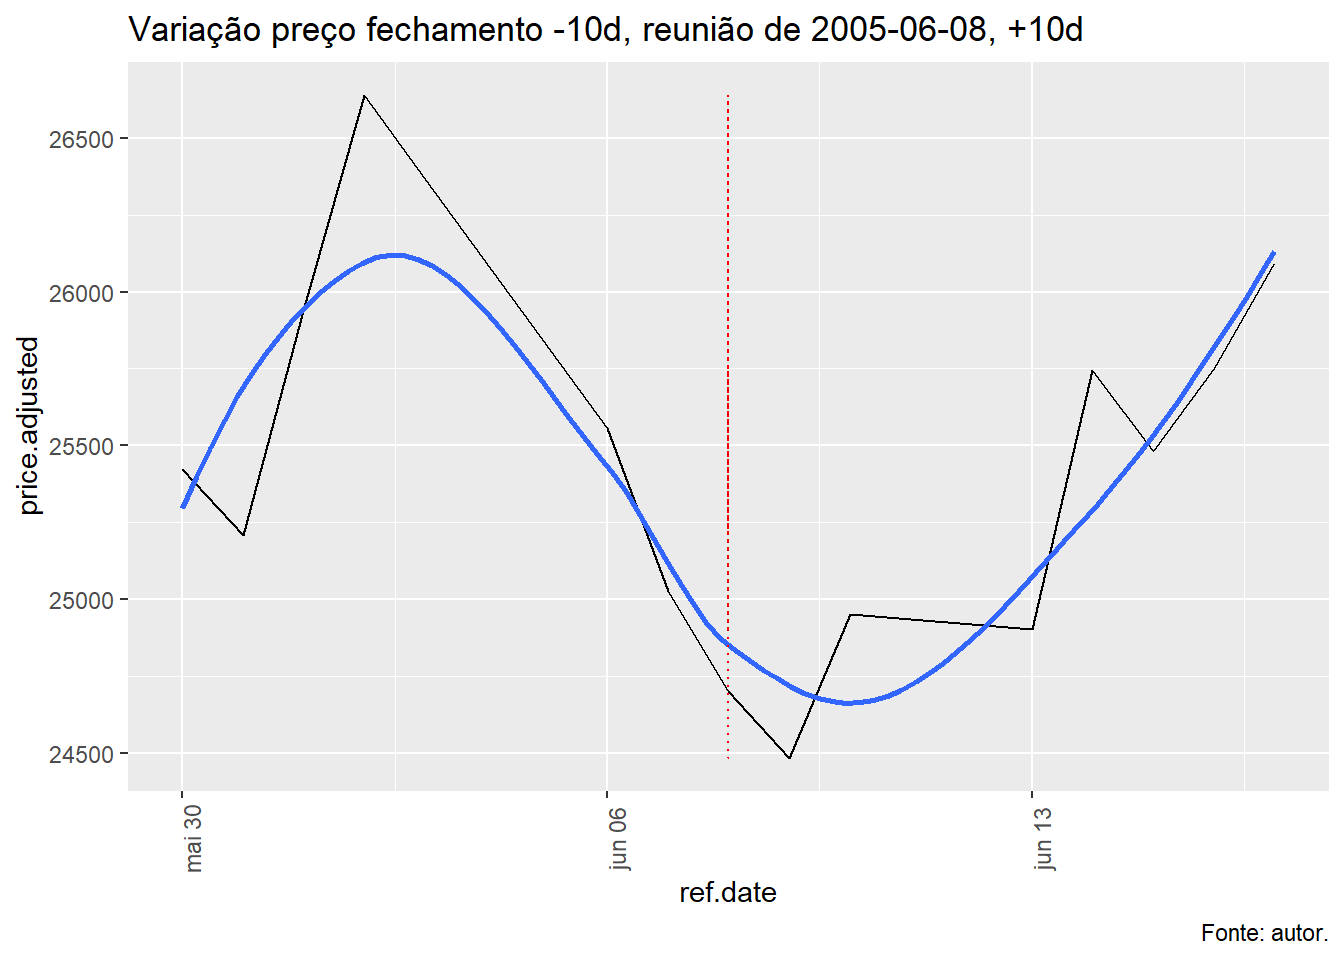 Variação preço fechamento -10d, reunião de 2005-06-08, +10d
26500
26000
25500
25000
24500
price.adjusted
mai 30
jun 06
jun 13
ref.date
Fonte: autor.